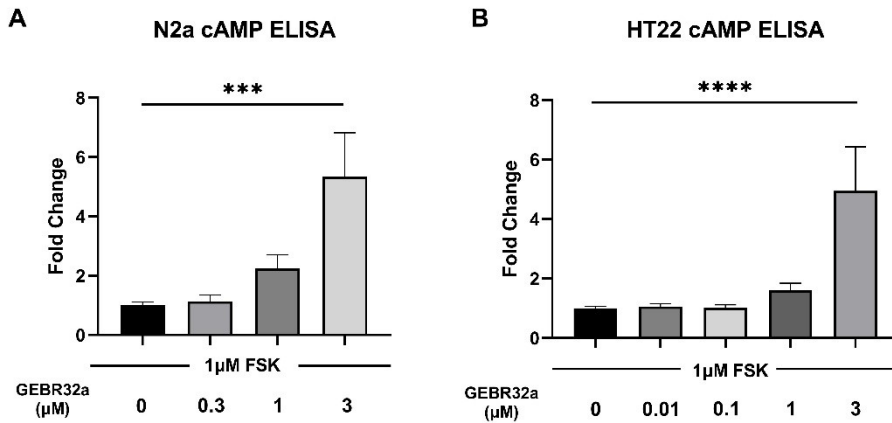 A
N2a cAMP ELISA
***
Fold Change
8
6
4
2
0
1µM FSK
GEBR32a
(µM)
0 0.3 1 3
B
HT22 cAMP ELISA
****
Fold Change
8
6
4
2
0
1µM FSK
GEBR32a
(µM)
0 0.01 0.1 1 3